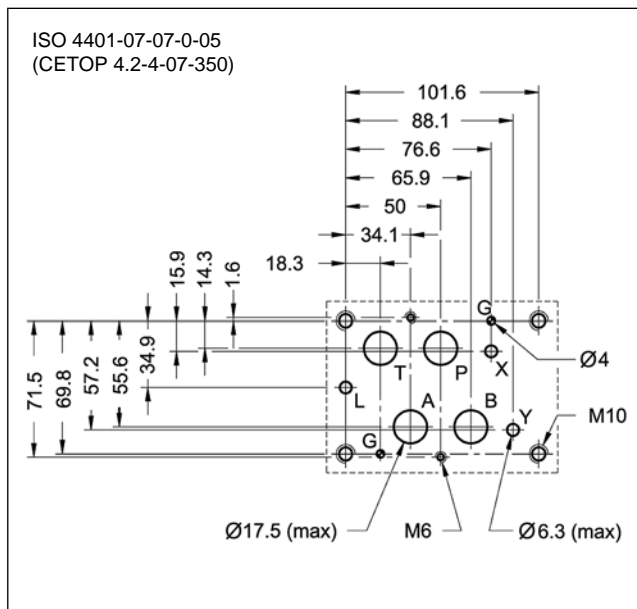 ISO 4401-07-07-0-05
(CETOP 4.2-4-07-350)
101.6
88.1
76.6
65.9
50
34.1
18.3
15.9
14.3
1.6
71.5
69.8
57.2
55.6
34.9
G
Ø4
T
P
X
L
A
B
Y
M10
G
Ø17.5 (max)
M6
Ø6.3 (max)